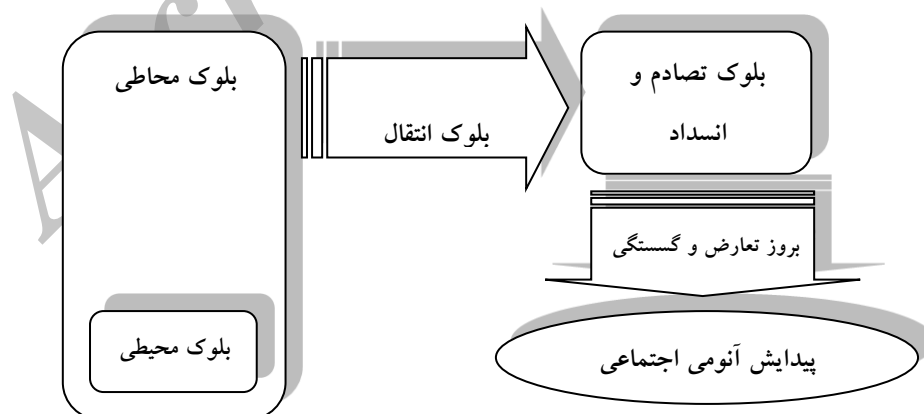 بلوک تصادم و
انسداد
بلوک انتقال
بلوک محاطی
بلوک محیطی
بروز تعارض و گسستگی
پیدایش آنومی اجتماعی